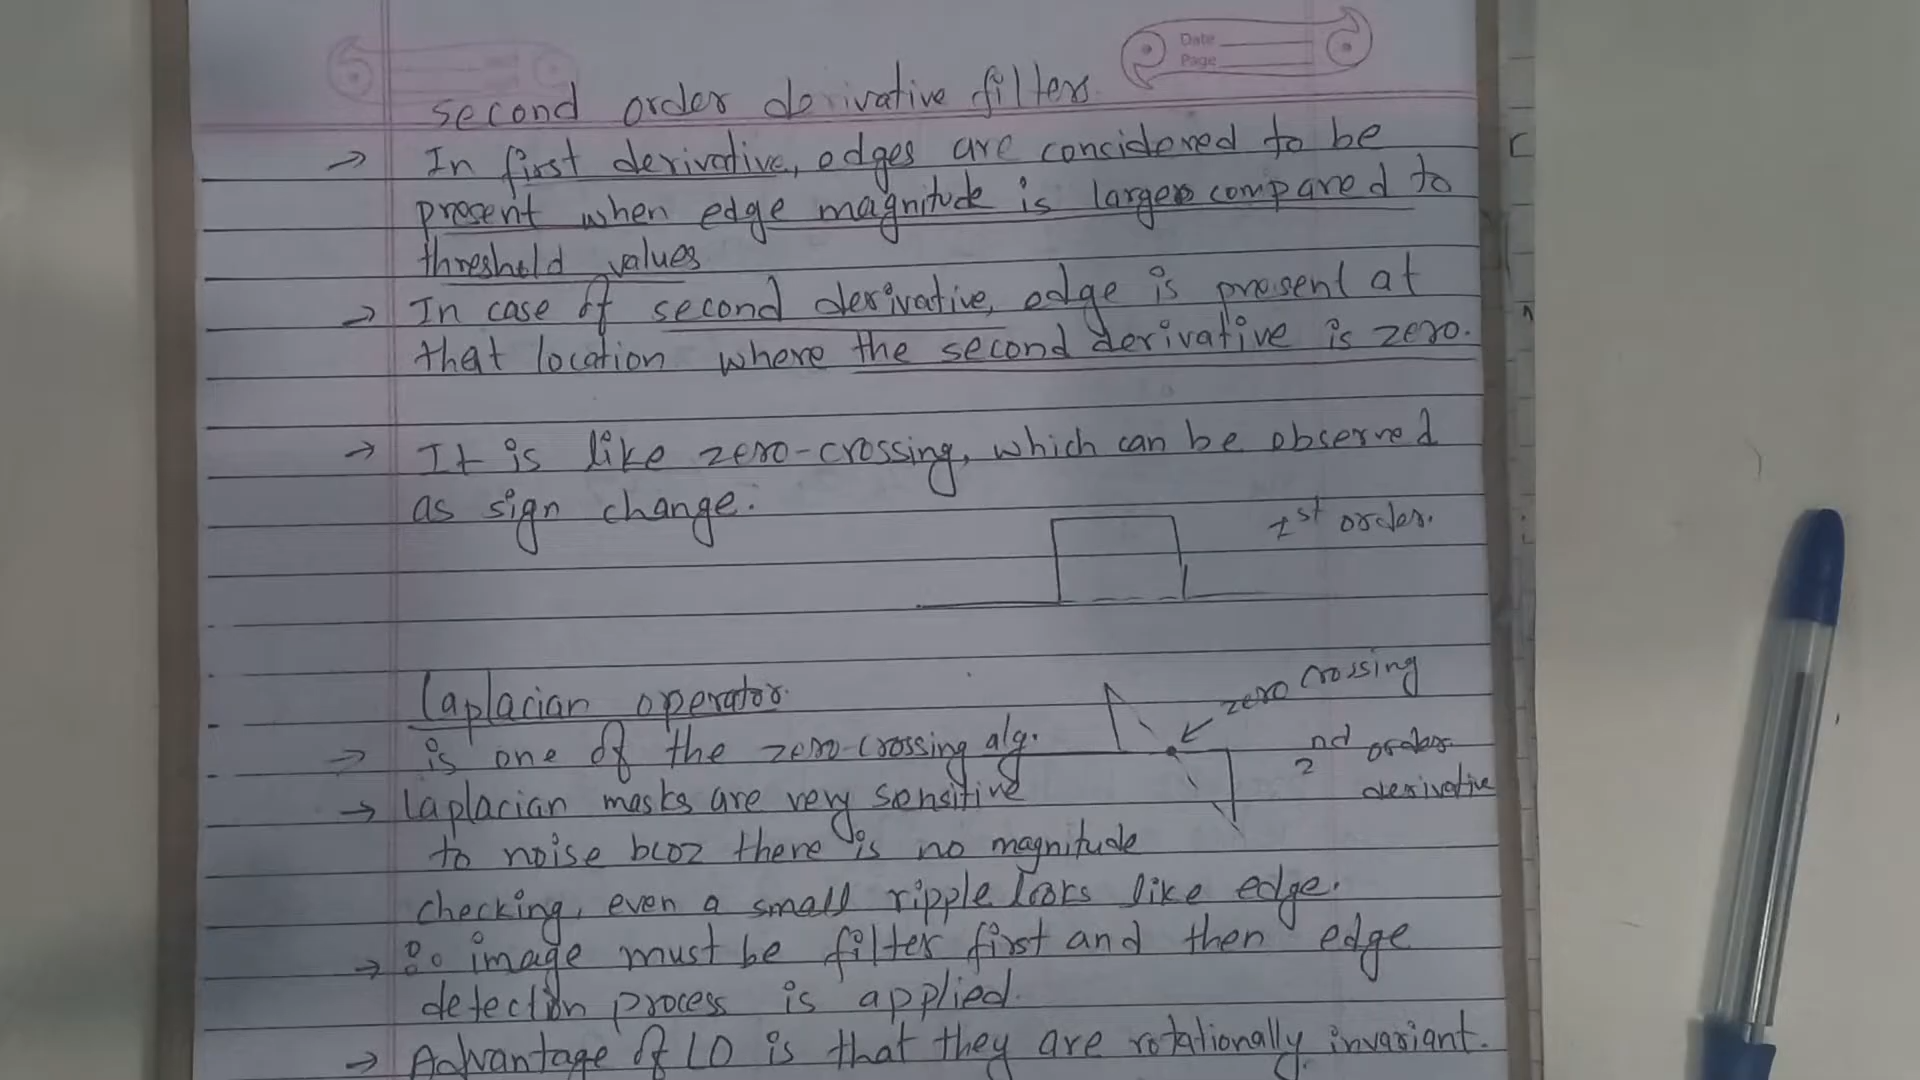 Date
Page
second order derivative filters
→ In first derivative, edges are concidered to be
present when edge magnitude is larger compared to
threshold values
→ In case of second derivative, edge is present at
that location where the second derivative is zero.
→ It is like zero-crossing, which can be observed
as sign change.
1st order.
Laplacian operator
zero crossing
→ is one of the zero-crossing alg.
2nd order
derivative
→ Laplacian masks are very sensitive
to noise bcoz there is no magnitude
checking, even a small ripple looks like edge.
→ ∴ image must be filter first and then edge
detection process is applied.
→ Advantage of LO is that they are rotationally invariant.